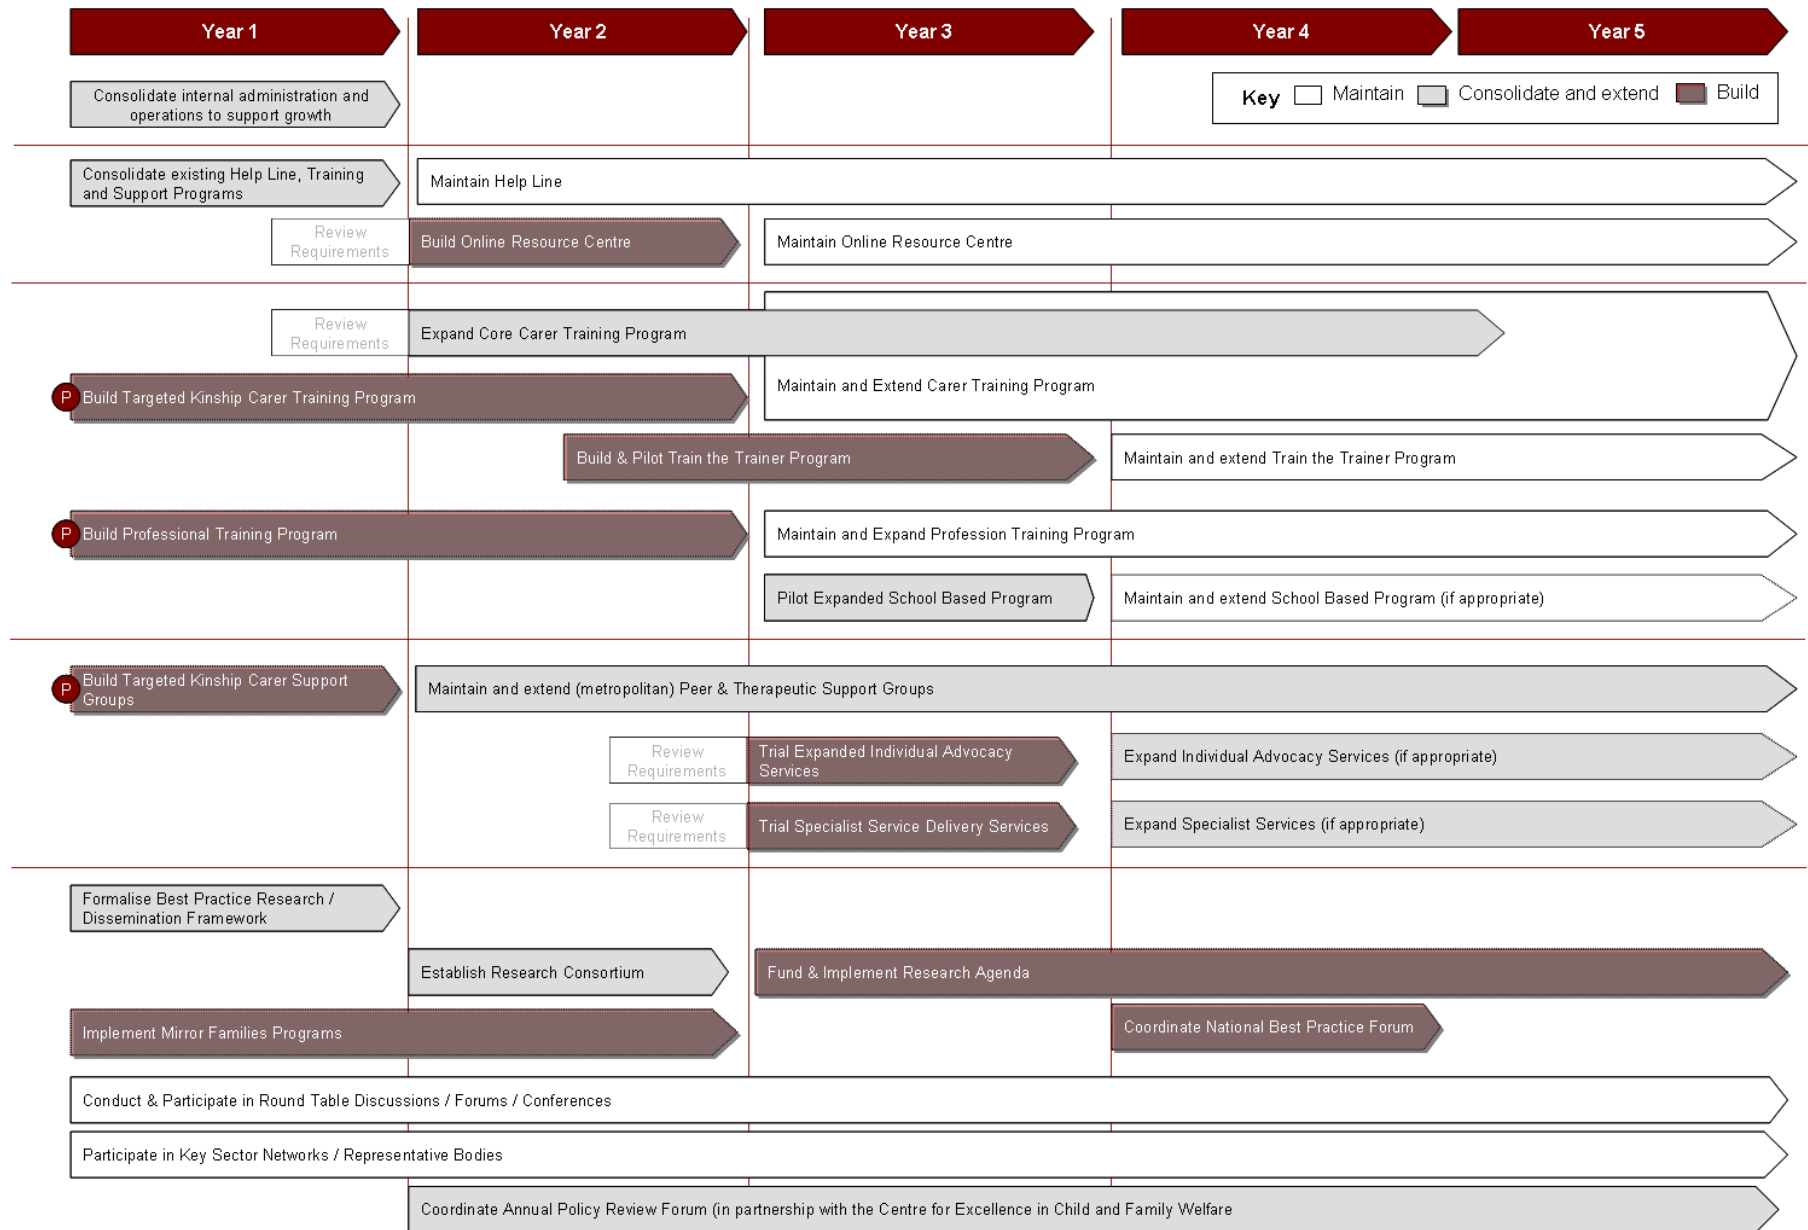 Year 1
Year 2
Year 3
Year 4
Year 5
Consolidate internal administration and
operations to support growth
Key
Maintain
Consolidate and extend
Build
Consolidate existing Help Line, Training
and Support Programs
Maintain Help Line
Review
Requirements
Build Online Resource Centre
Maintain Online Resource Centre
Review
Requirements
Expand Core Carer Training Program
Maintain and Extend Carer Training Program
P
Build Targeted Kinship Carer Training Program
Build & Pilot Train the Trainer Program
Maintain and extend Train the Trainer Program
P
Build Professional Training Program
Maintain and Expand Profession Training Program
Pilot Expanded School Based Program
Maintain and extend School Based Program (if appropriate)
P
Build Targeted Kinship Carer Support
Groups
Maintain and extend (metropolitan) Peer & Therapeutic Support Groups
Review
Requirements
Trial Expanded Individual Advocacy
Services
Expand Individual Advocacy Services (if appropriate)
Review
Requirements
Trial Specialist Service Delivery Services
Expand Specialist Services (if appropriate)
Formalise Best Practice Research /
Dissemination Framework
Establish Research Consortium
Fund & Implement Research Agenda
Implement Mirror Families Programs
Coordinate National Best Practice Forum
Conduct & Participate in Round Table Discussions / Forums / Conferences
Participate in Key Sector Networks / Representative Bodies
Coordinate Annual Policy Review Forum (in partnership with the Centre for Excellence in Child and Family Welfare